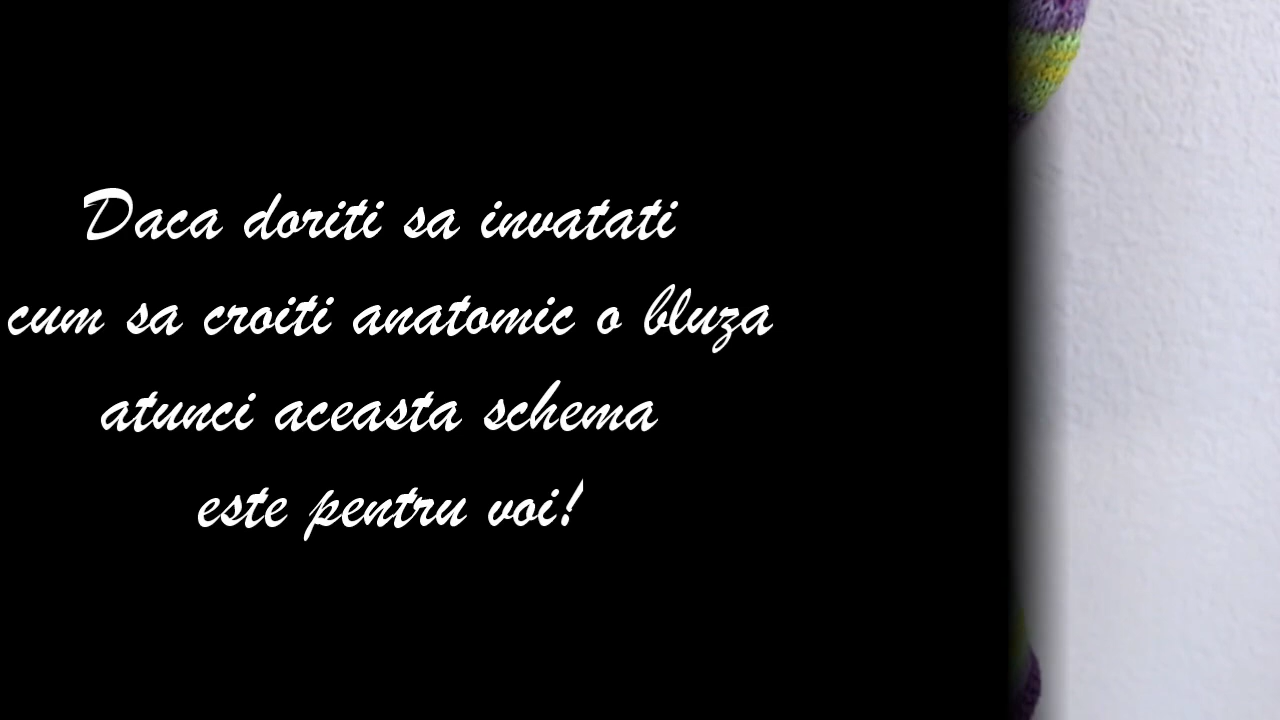 Daca doriti sa invatati
cum sa croiti anatomic o bluza
atunci aceasta schema
este pentru voi!